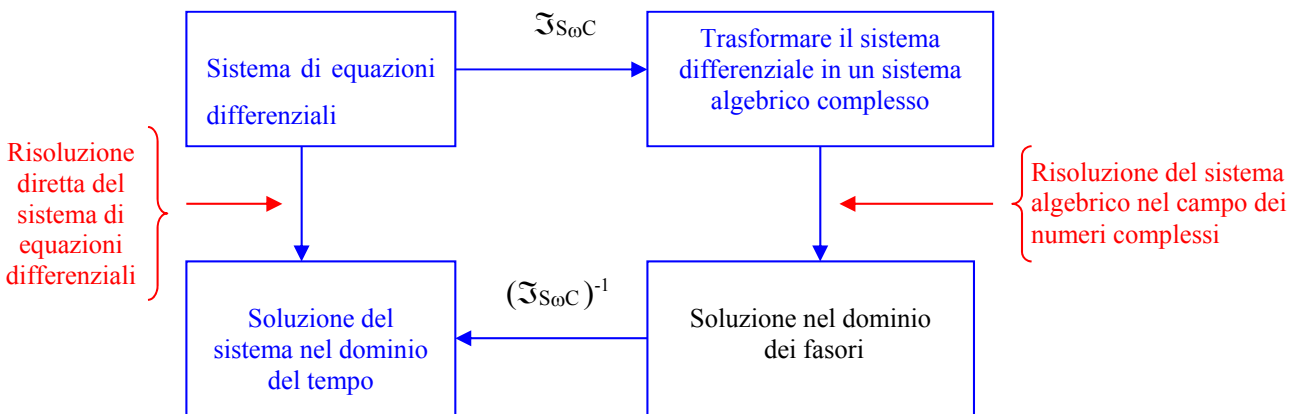 ℑSωC
Sistema di equazioni
differenziali
Trasformare il sistema
differenziale in un sistema
algebrico complesso
Risoluzione
diretta del
sistema di
equazioni
differenziali
Risoluzione del sistema
algebrico nel campo dei
numeri complessi
(ℑSωC)-1
Soluzione del
sistema nel dominio
del tempo
Soluzione nel dominio
dei fasori